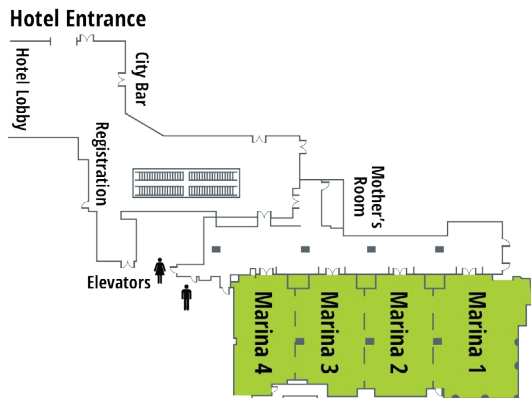 Hotel Entrance
Hotel Lobby
City Bar
Registration
Mother's
Room
Elevators
Marina 4
Marina 3
Marina 2
Marina 1